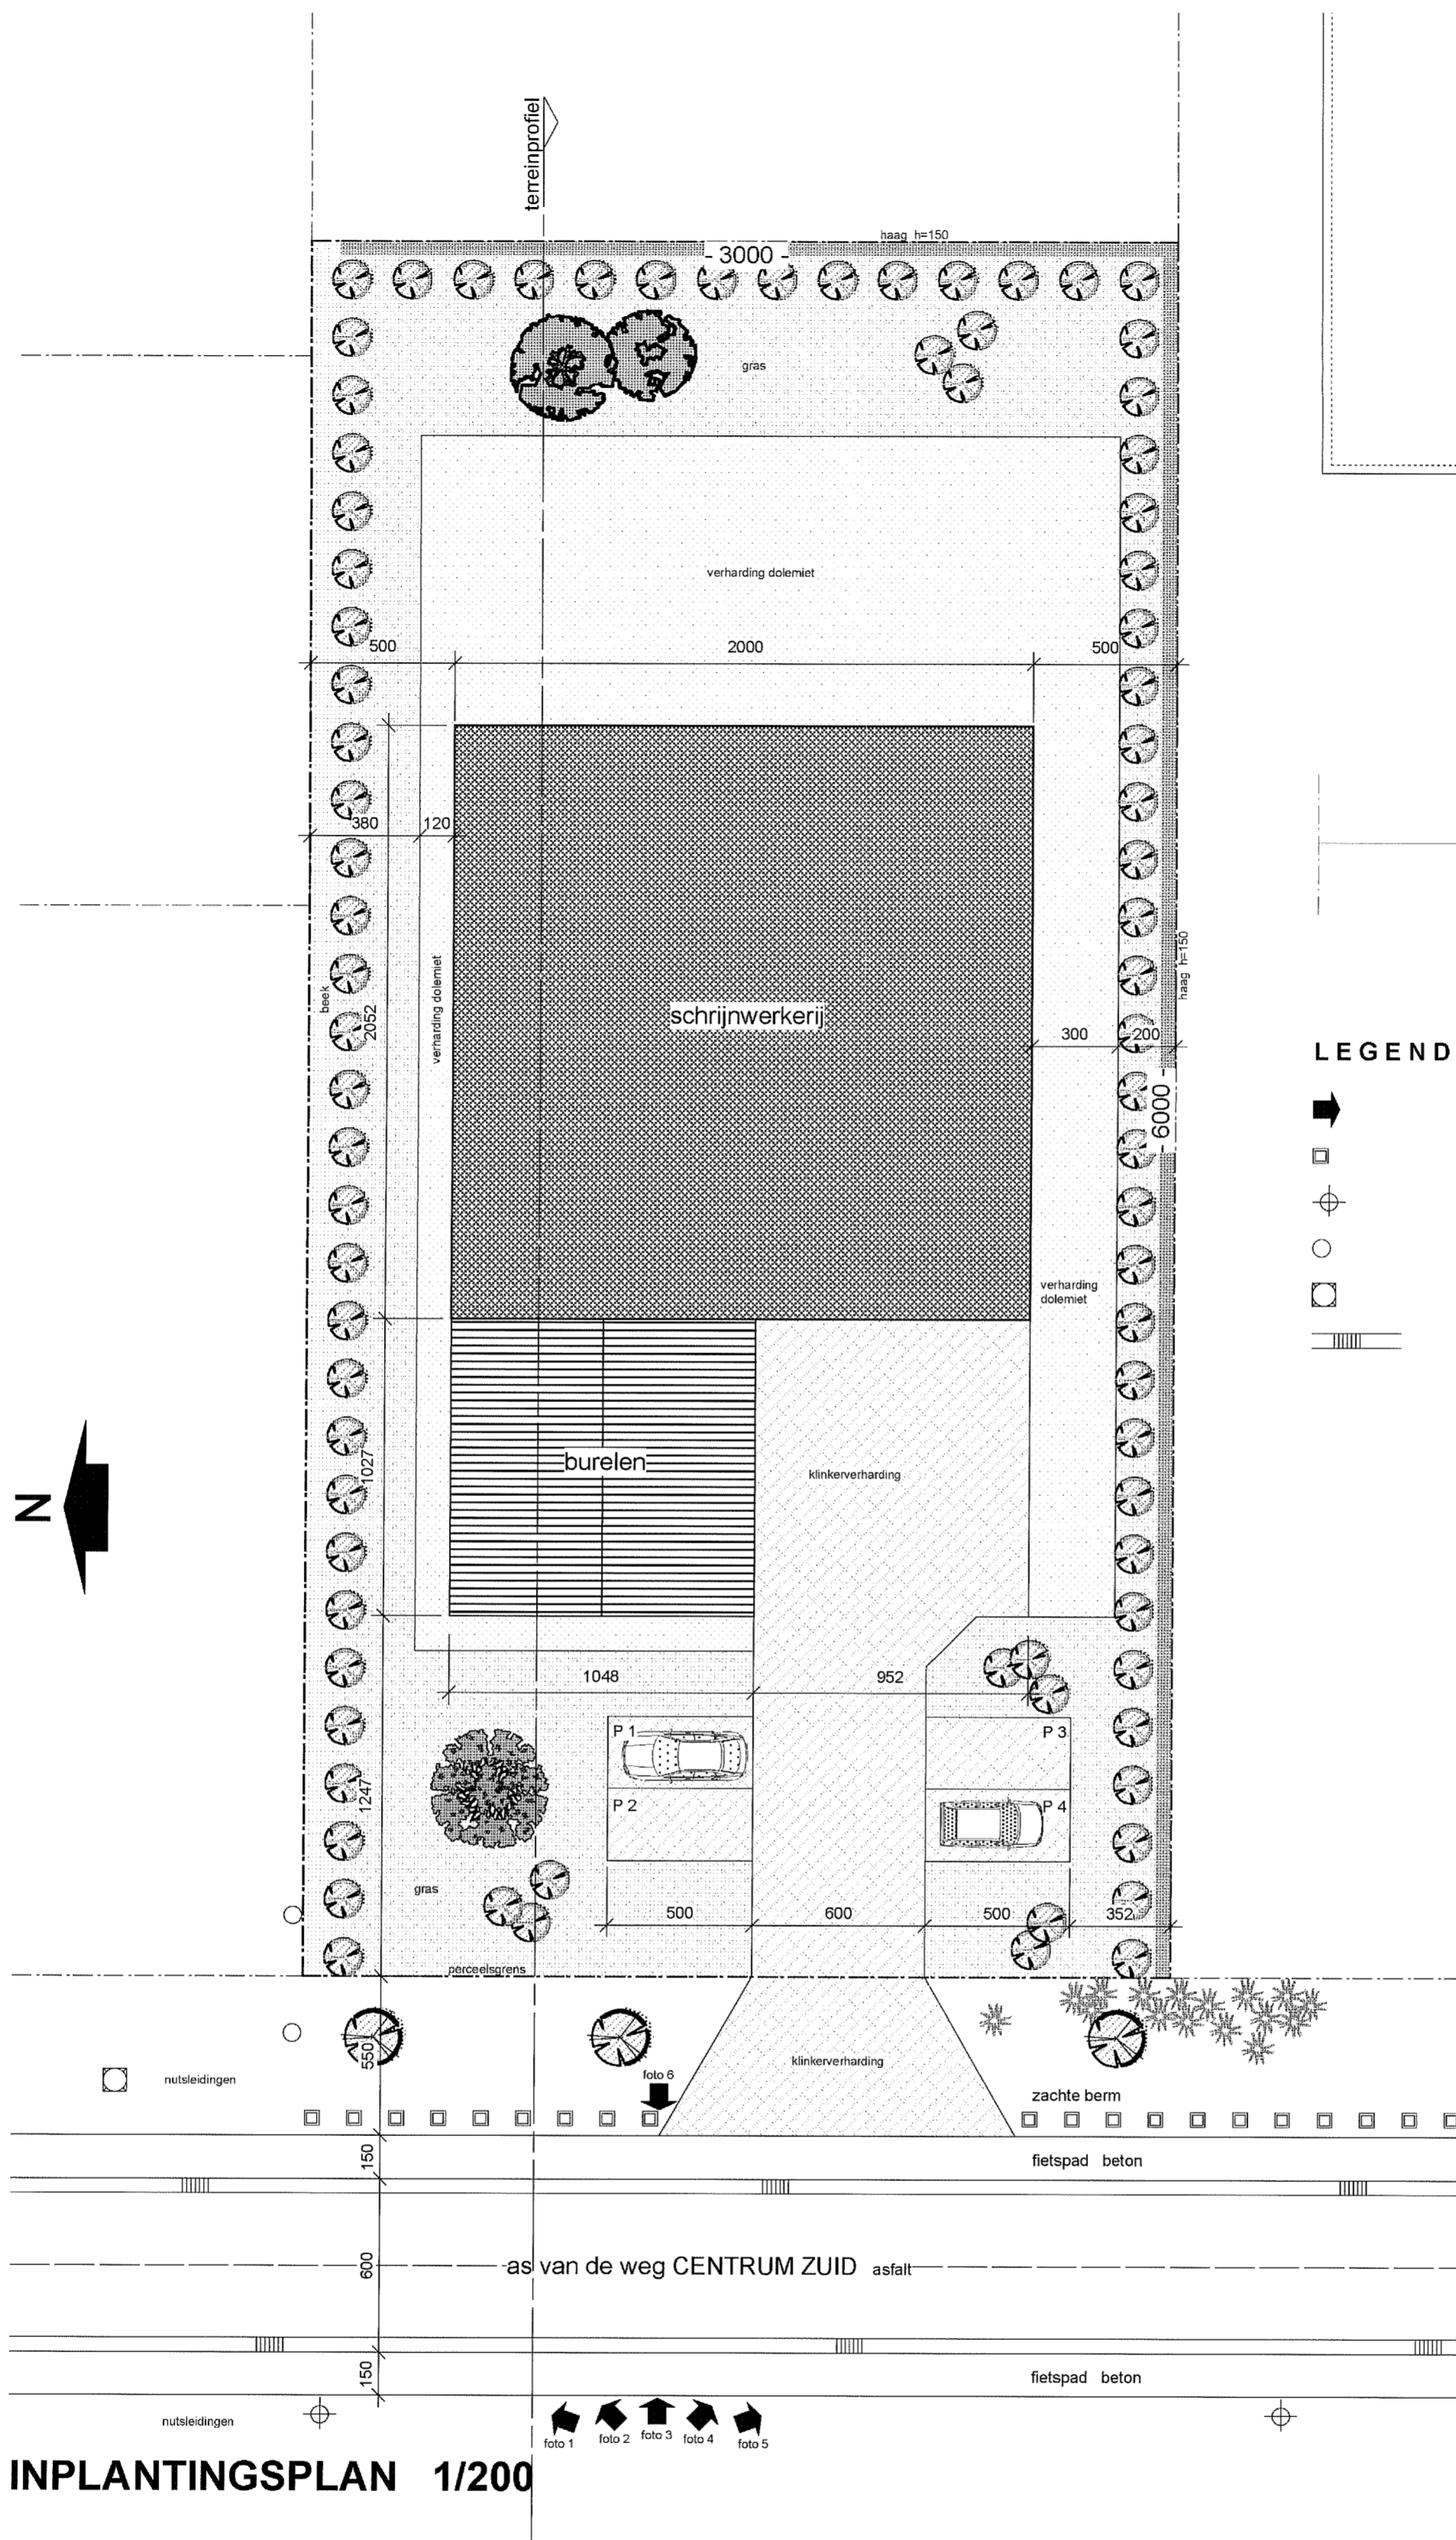 terreinprofiel
haag h=150
- 3000 -
gras
verharding dolemiet
500
2000
500
380
120
beek
2052
verharding dolemiet
schrijnwerkerij
haag h=150
300
200
- 6000 -
LEGEND
verharding
dolemiet
N
1027
burelen
klinkerverharding
1048
952
P 1
P 3
P 2
P 4
1247
gras
500
600
500
352
perceelsgrens
550
nutsleidingen
foto 6
klinkerverharding
zachte berm
150
fietspad beton
600
as van de weg CENTRUM ZUID asfalt
150
fietspad beton
nutsleidingen
foto 1
foto 2
foto 3
foto 4
foto 5
INPLANTINGSPLAN 1/200